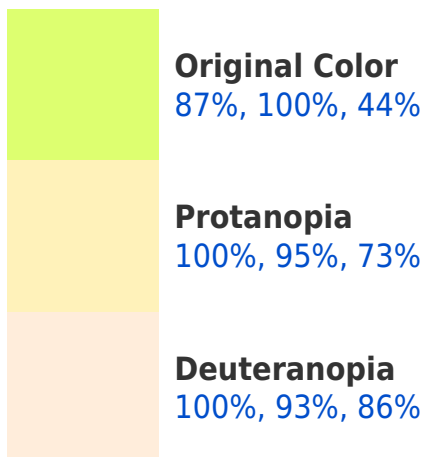 Original Color
87%, 100%, 44%
Protanopia
100%, 95%, 73%
Deuteranopia
100%, 93%, 86%